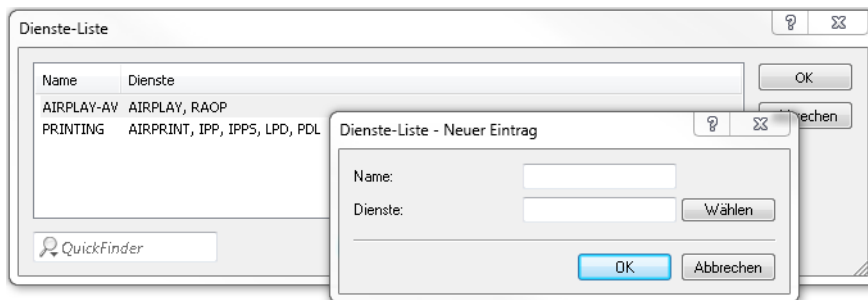 Dienste-Liste
Name Dienste
AIRPLAY-AV AIRPLAY, RAOP
PRINTING AIRPRINT, IPP, IPPS, LPD, PDL
OK
QuickFinder
Dienste-Liste - Neuer Eintrag
Name:
Dienste:
Wählen
OK Abbrechen